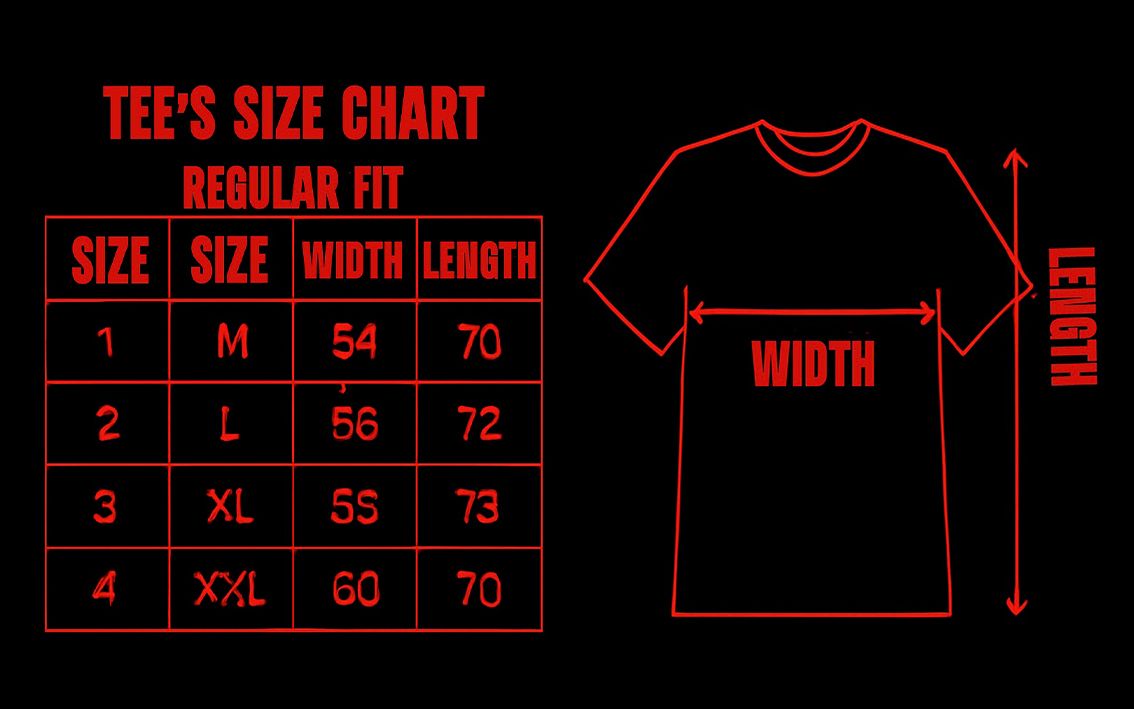 TEE'S SIZE CHART
REGULAR FIT
SIZE SIZE WIDTH LENGTH
1 M 54 70
2 L 56 72
3 XL 5S 73
4 XXL 60 70
WIDTH
LENGTH